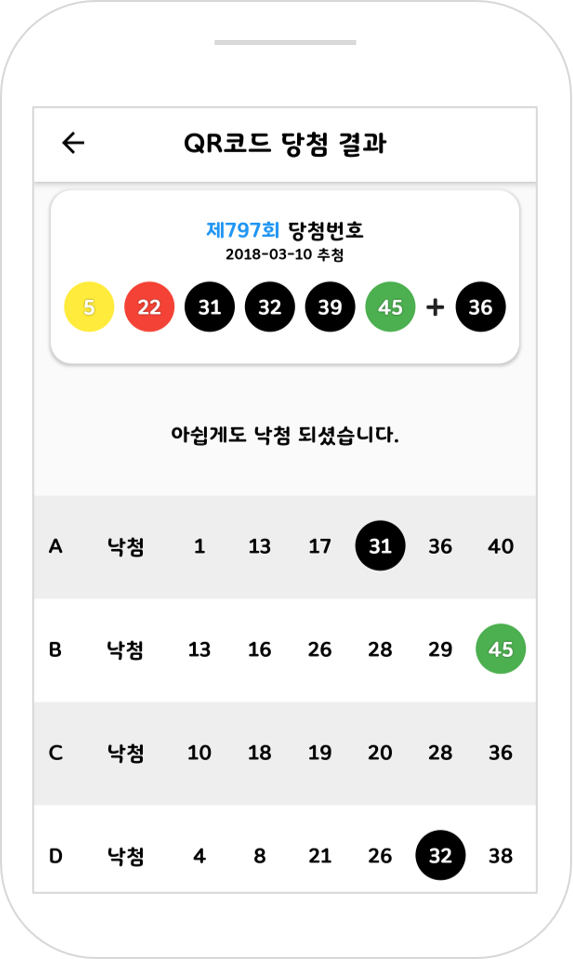 QR코드 당첨 결과
제797회 당첨번호
2018-03-10 추첨
5 22 31 32 39 45 + 36
아쉽게도 낙첨 되셨습니다.
A 낙첨 1 13 17 31 36 40
B 낙첨 13 16 26 28 29 45
C 낙첨 10 18 19 20 28 36
D 낙첨 4 8 21 26 32 38